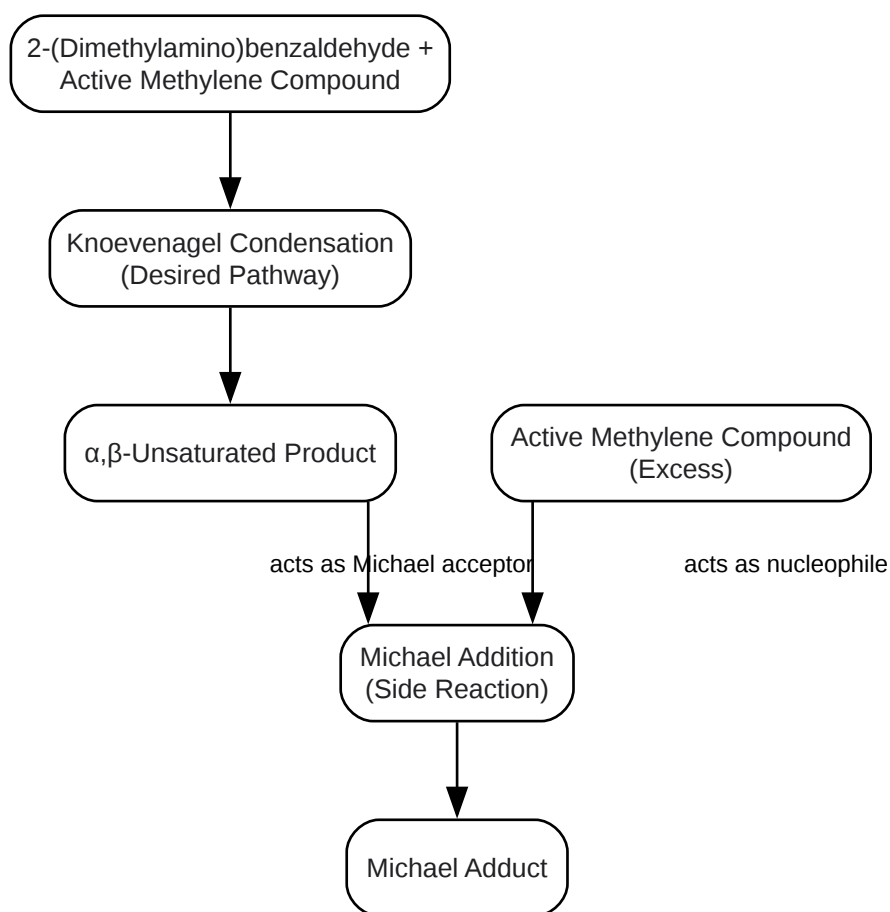 2-(Dimethylamino)benzaldehyde +
Active Methylene Compound
Knoevenagel Condensation
(Desired Pathway)
α,β-Unsaturated Product
Active Methylene Compound
(Excess)
acts as Michael acceptor
acts as nucleophile
Michael Addition
(Side Reaction)
Michael Adduct